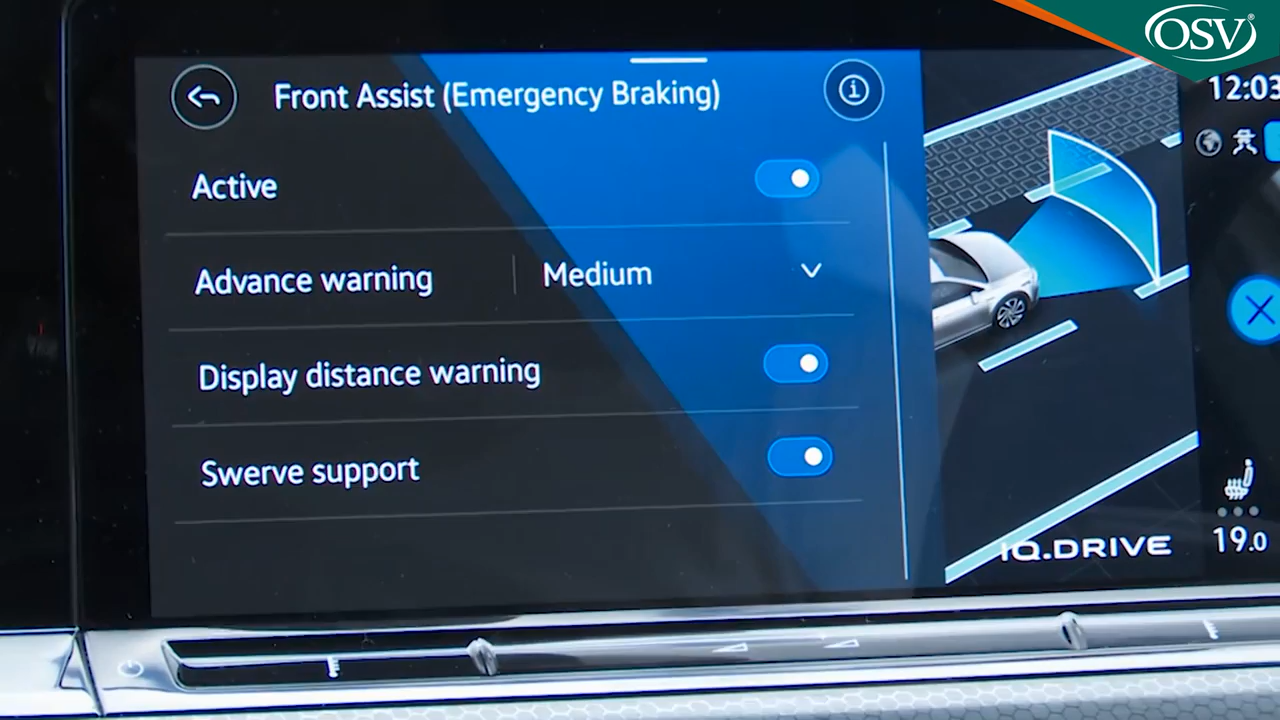 OSV®
12:03
Front Assist (Emergency Braking)
Active
Advance warning
Medium
Display distance warning
Swerve support
IQ.DRIVE
19.0